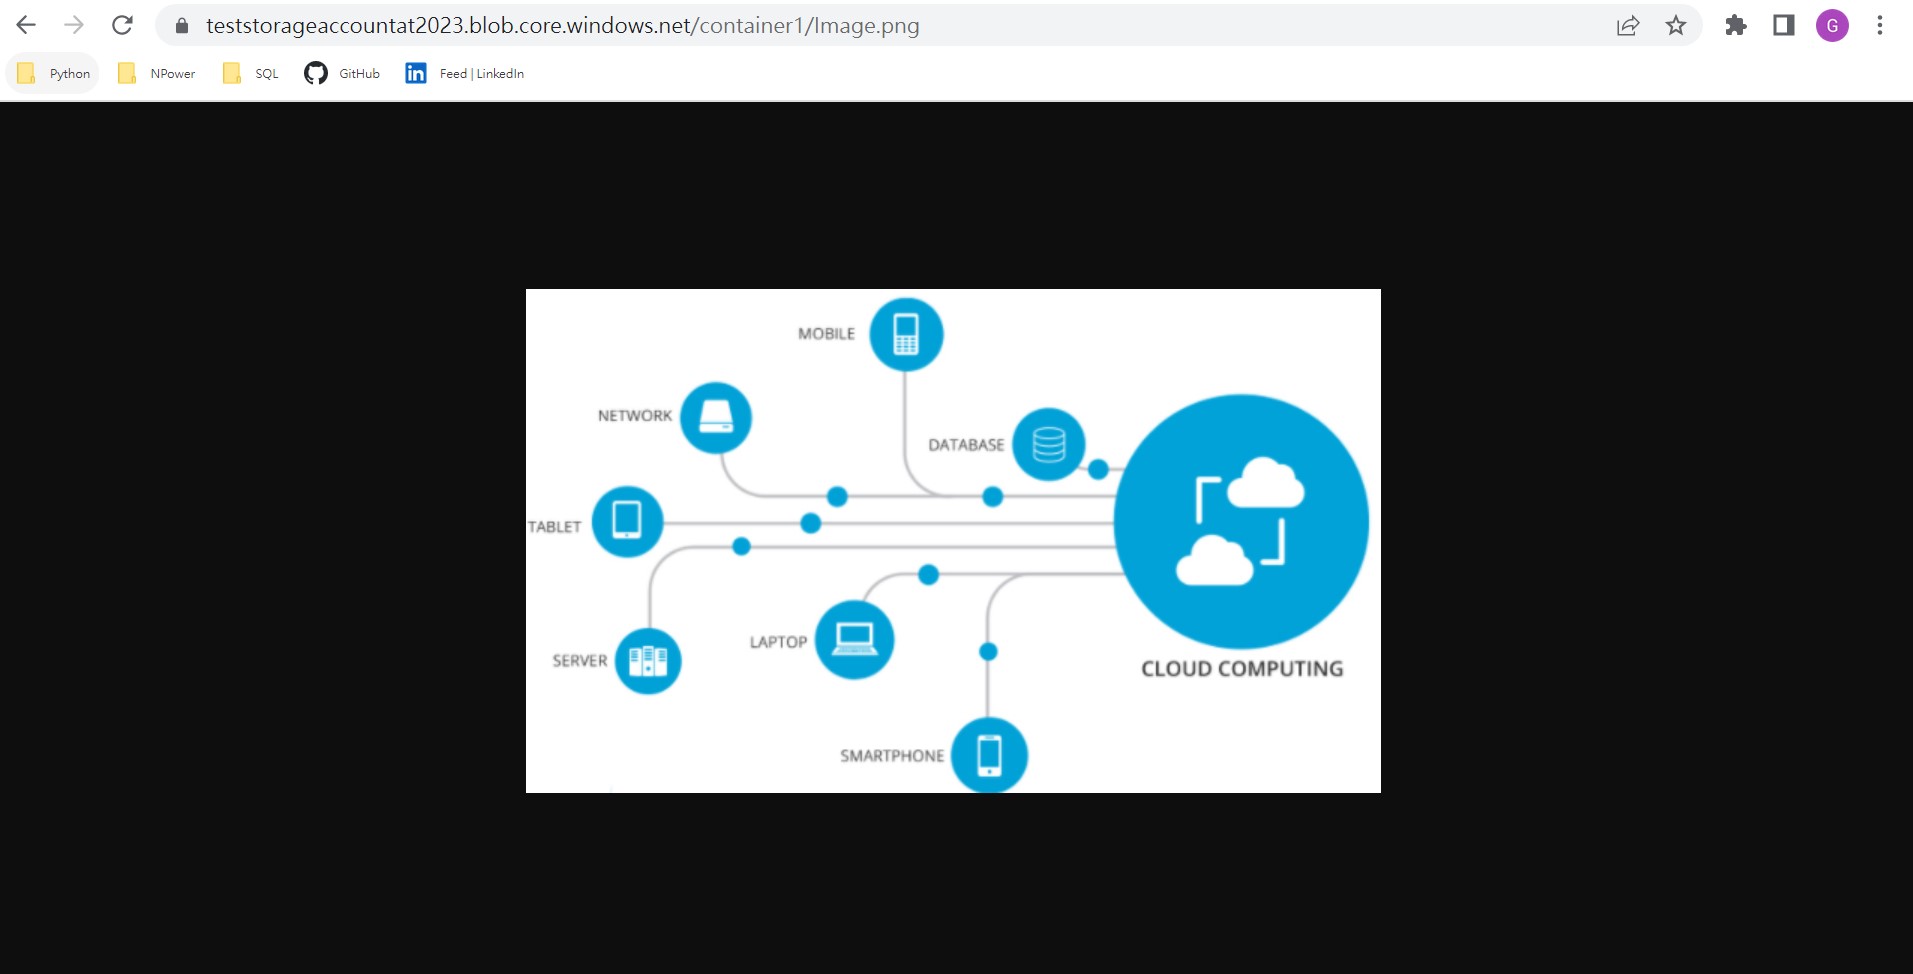 teststorageaccountat2023.blob.core.windows.net/container1/Image.png
G
Python NPower SQL GitHub Feed | LinkedIn
MOBILE
NETWORK
DATABASE
TABLET
LAPTOP
SERVER
CLOUD COMPUTING
SMARTPHONE